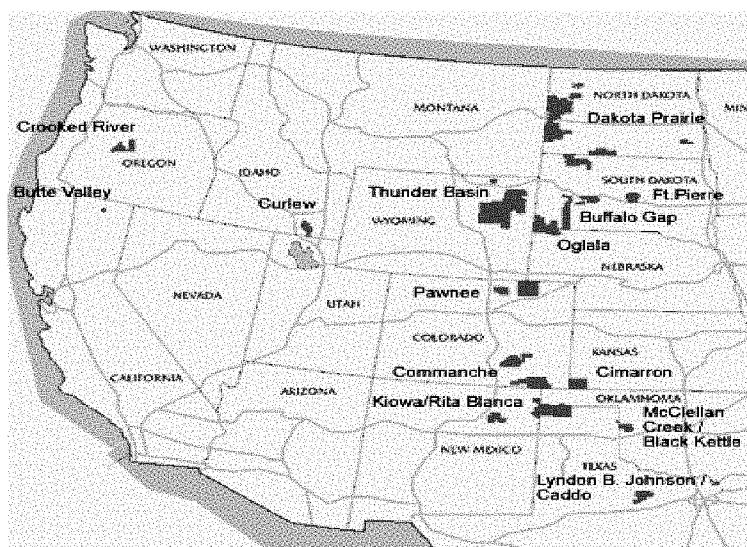 WASHINGTON
MONTANA
NORTH DAKOTA
MIN
Crooked River
Dakota Prairie
OREGON
IDAHO
SOUTH DAKOTA
Butte Valley
Curlew
Thunder Basin
Ft.Pierre
WYOMING
Buffalo Gap
Oglala
NEBRASKA
NEVADA
UTAH
Pawnee
COLORADO
KANSAS
CALIFORNIA
Commanche
Cimarron
ARIZONA
Kiowa/Rita Blanca
OKLAMNOMA
McClellan
Creek /
Black Kettle
NEW MEXICO
TEXAS
Lyndon B. Johnson /
Caddo